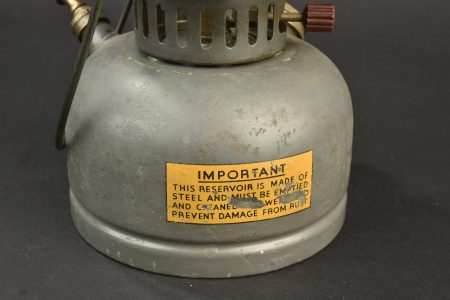 IMPORTANT
THIS RESERVOIR IS MADE OF
STEEL AND MUST BE EMPTIED
AND CLEANED
PREVENT DAMAGE FROM RUST